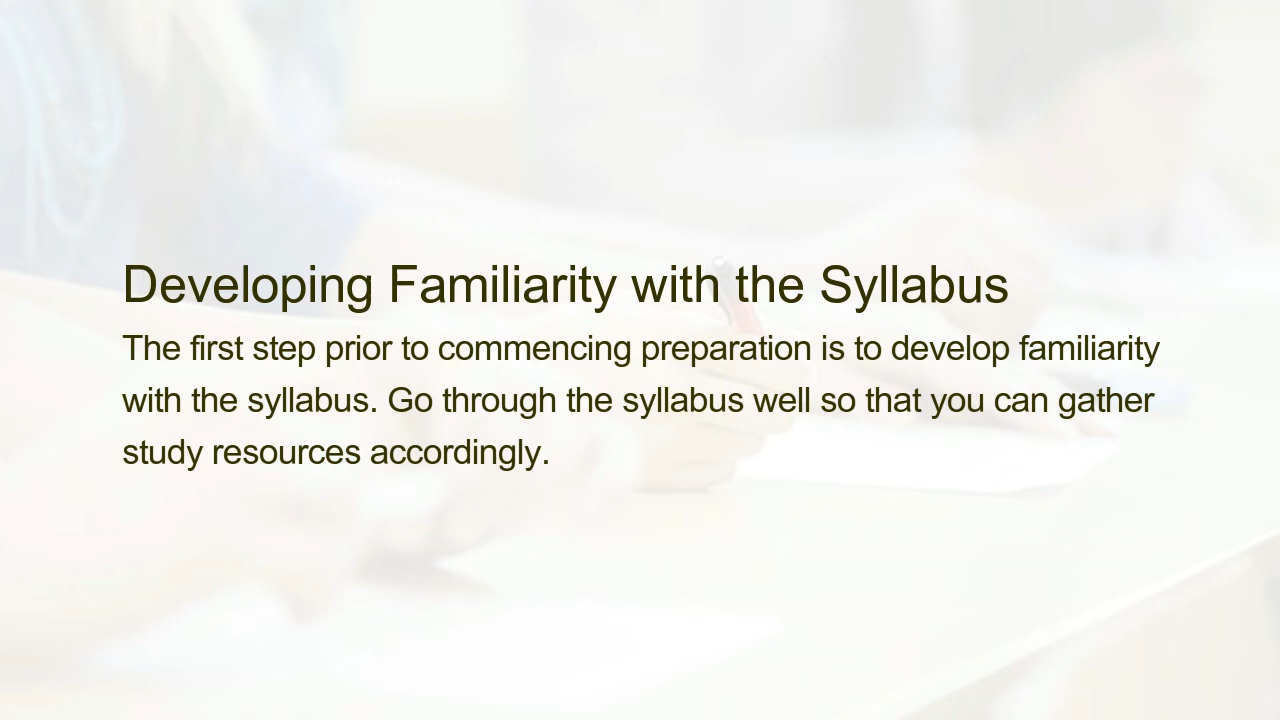 Developing Familiarity with the Syllabus
The first step prior to commencing preparation is to develop familiarity
with the syllabus. Go through the syllabus well so that you can gather
study resources accordingly.